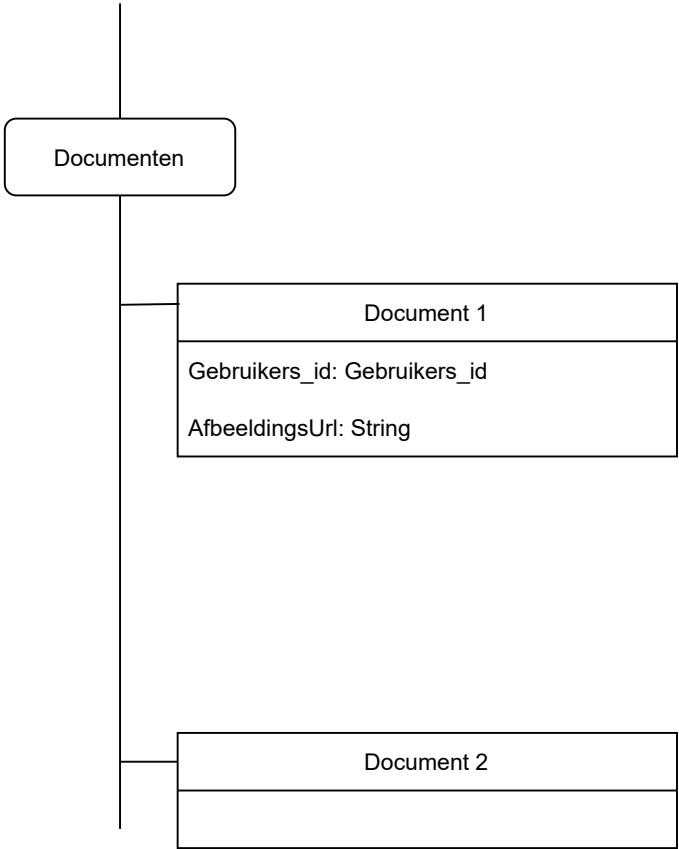 Documenten
Document 1
Gebruikers_id: Gebruikers_id
AfbeeldingsUrl: String
Document 2